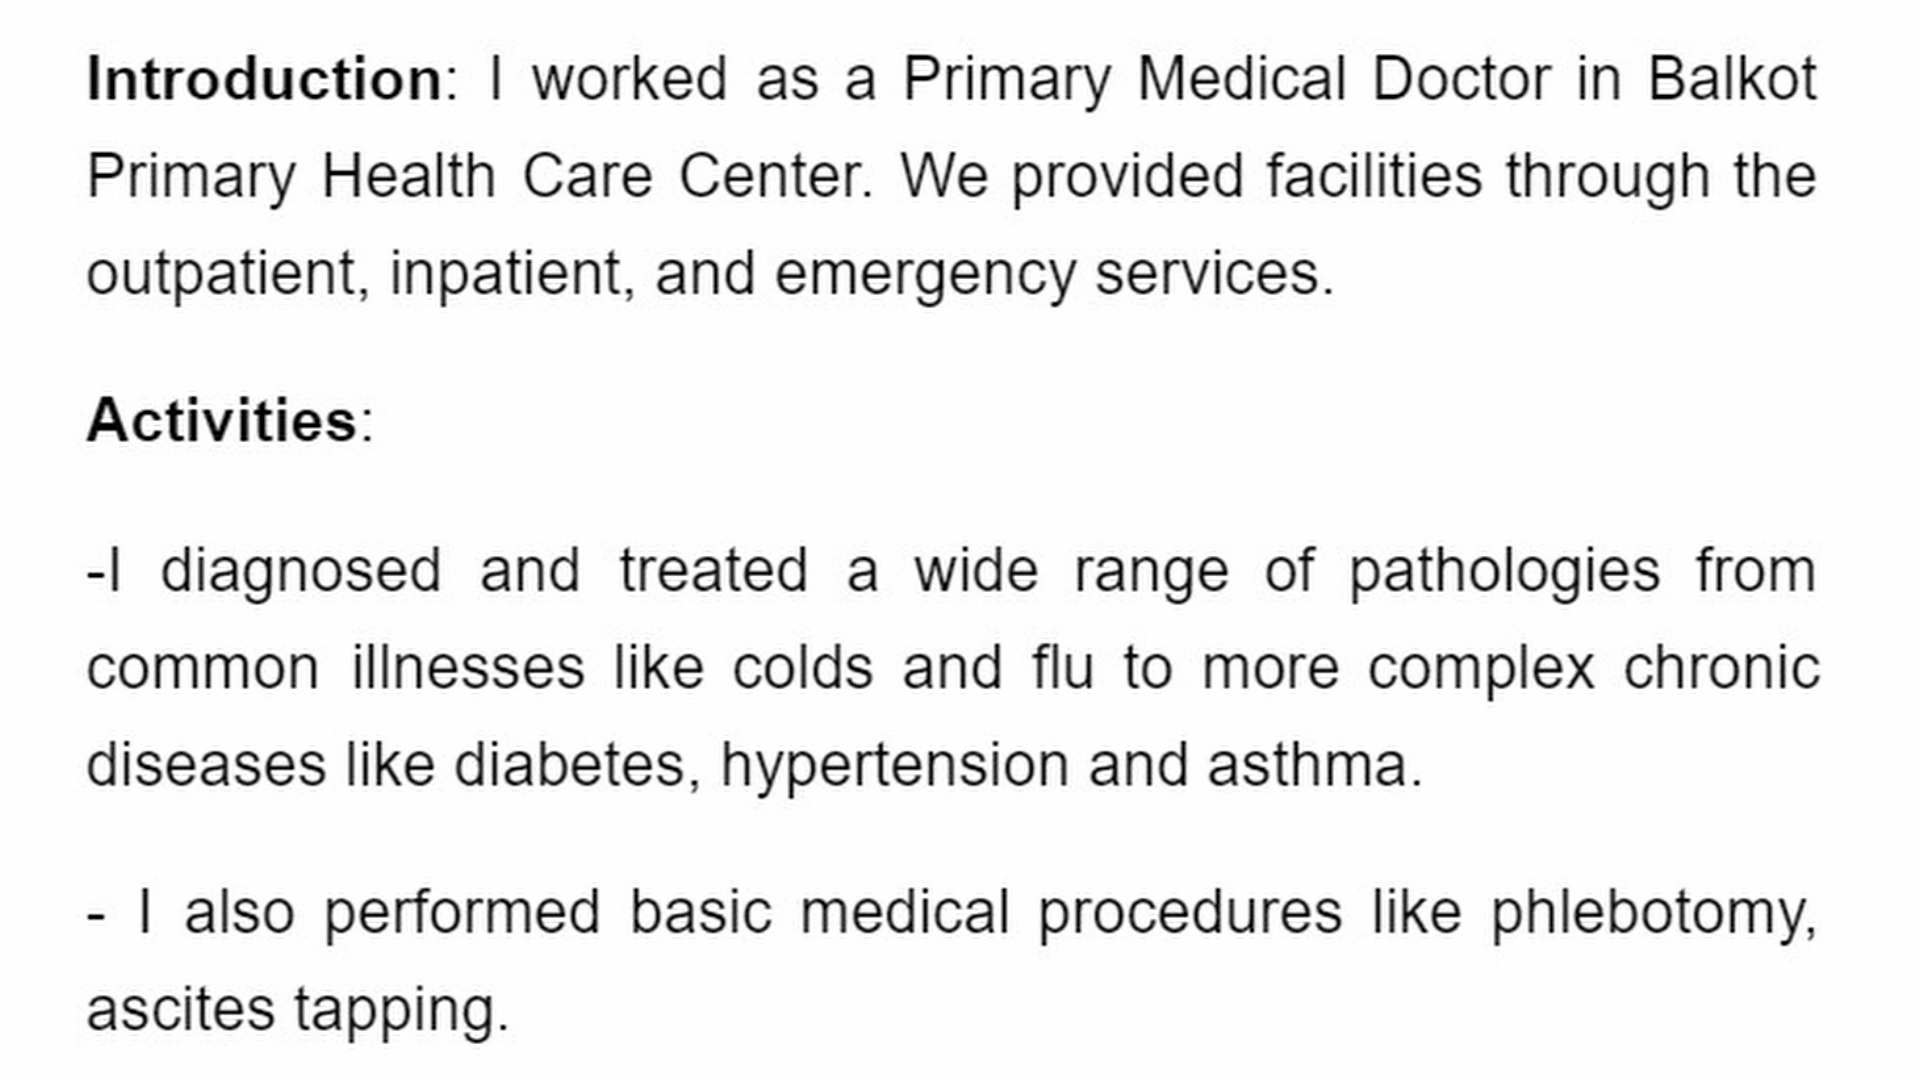 Introduction: I worked as a Primary Medical Doctor in Balkot
Primary Health Care Center. We provided facilities through the
outpatient, inpatient, and emergency services.
Activities:
-I diagnosed and treated a wide range of pathologies from
common illnesses like colds and flu to more complex chronic
diseases like diabetes, hypertension and asthma.
- I also performed basic medical procedures like phlebotomy,
ascites tapping.